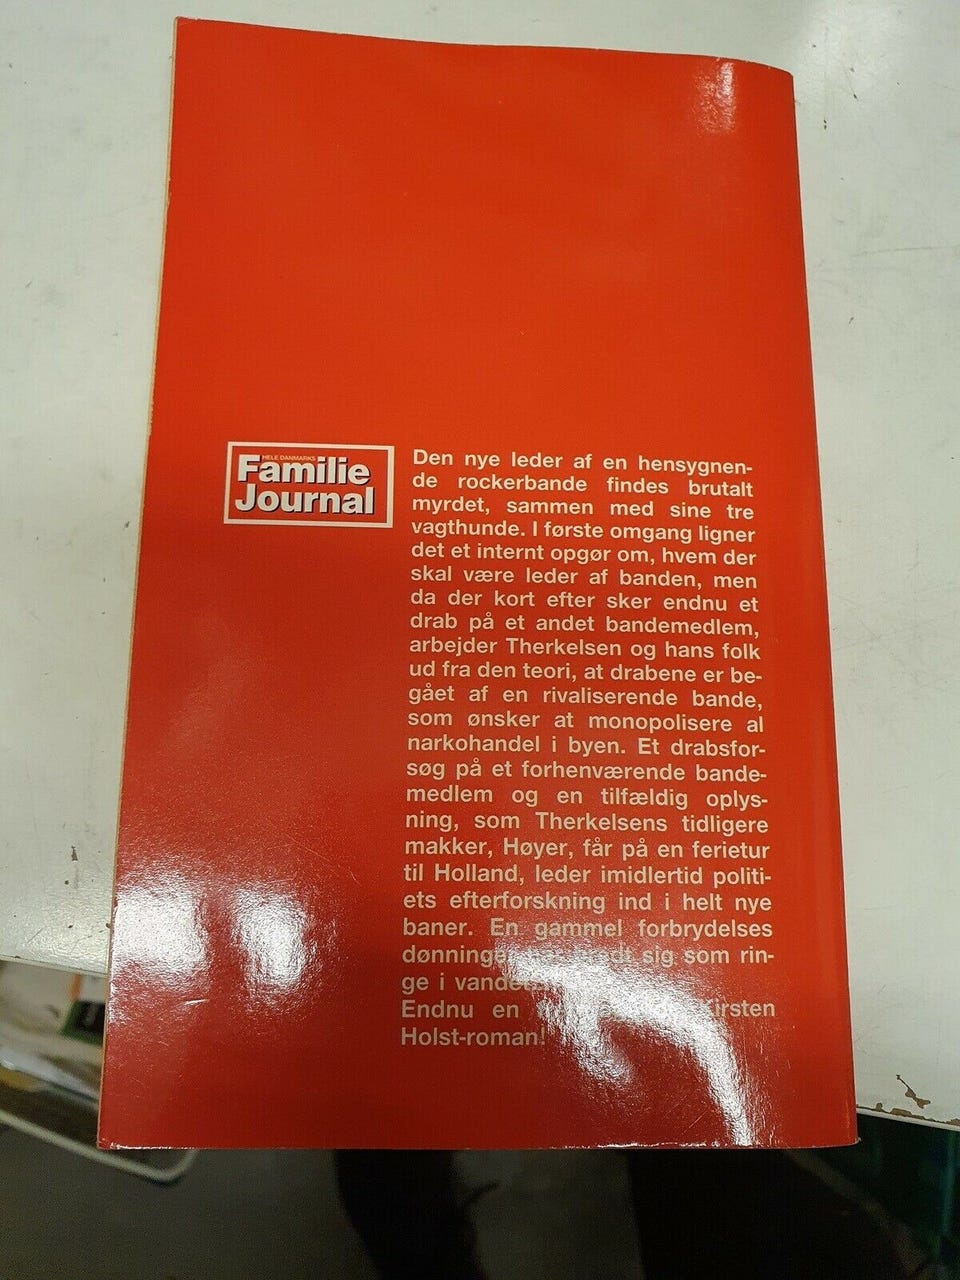 HELE DANMARKS
Familie
Journal
Den nye leder af en hensygnen-
de rockerbande findes brutalt
myrdet, sammen med sine tre
vagthunde. I første omgang ligner
det et internt opgør om, hvem der
skal være leder af banden, men
da der kort efter sker endnu et
drab på et andet bandemedlem,
arbejder Therkelsen og hans folk
ud fra den teori, at drabene er be-
gået af en rivaliserende bande,
som ønsker at monopolisere al
narkohandel i byen. Et drabsfor-
søg på et forhenværende bande-
medlem og en tilfældig oplys-
ning, som Therkelsens tidligere
makker, Høyer, får på en ferietur
til Holland, leder imidlertid politi-
ets efterforskning ind i helt nye
baner. En gammel forbrydelses
dønninger sig som rin-
ge i vandet
Endnu en Kirsten
Holst-roman!